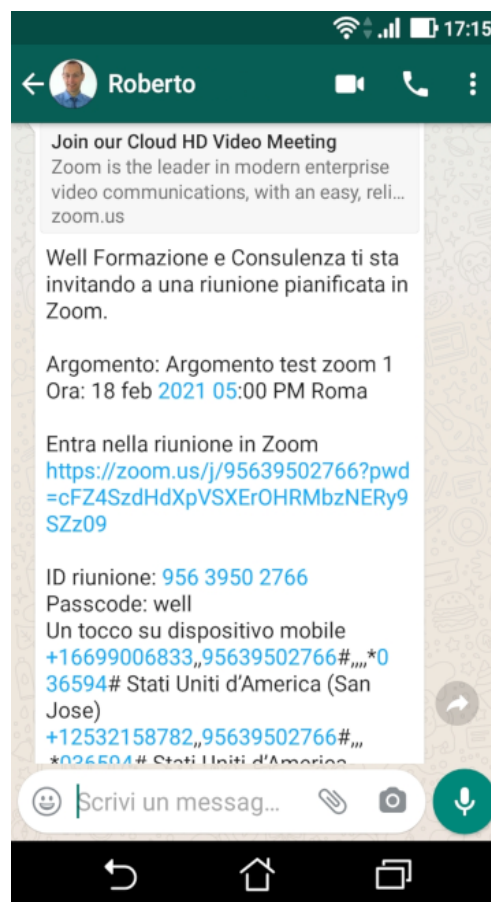 17:15
Roberto
Join our Cloud HD Video Meeting
Zoom is the leader in modern enterprise
video communications, with an easy, reli...
zoom.us
Well Formazione e Consulenza ti sta
invitando a una riunione pianificata in
Zoom.
Argomento: Argomento test zoom 1
Ora: 18 feb 2021 05:00 PM Roma
Entra nella riunione in Zoom
https://zoom.us/j/95639502766?pwd
=cFZ4SzdHdXpVSXErOHRMbzNERy9
SZz09
ID riunione: 956 3950 2766
Passcode: well
Un tocco su dispositivo mobile
+16699006833,,95639502766#,,,,*0
36594# Stati Uniti d’America (San
Jose)
+12532158782,,95639502766#,,,
,*036594# Stati Uniti d’America
Scrivi un messag...